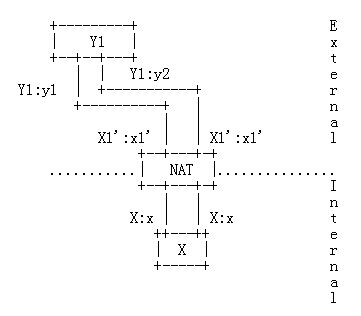 Y1
Y1:y1
Y1:y2
X1':x1' X1':x1'
NAT
X:x X:x
X
External
Internal